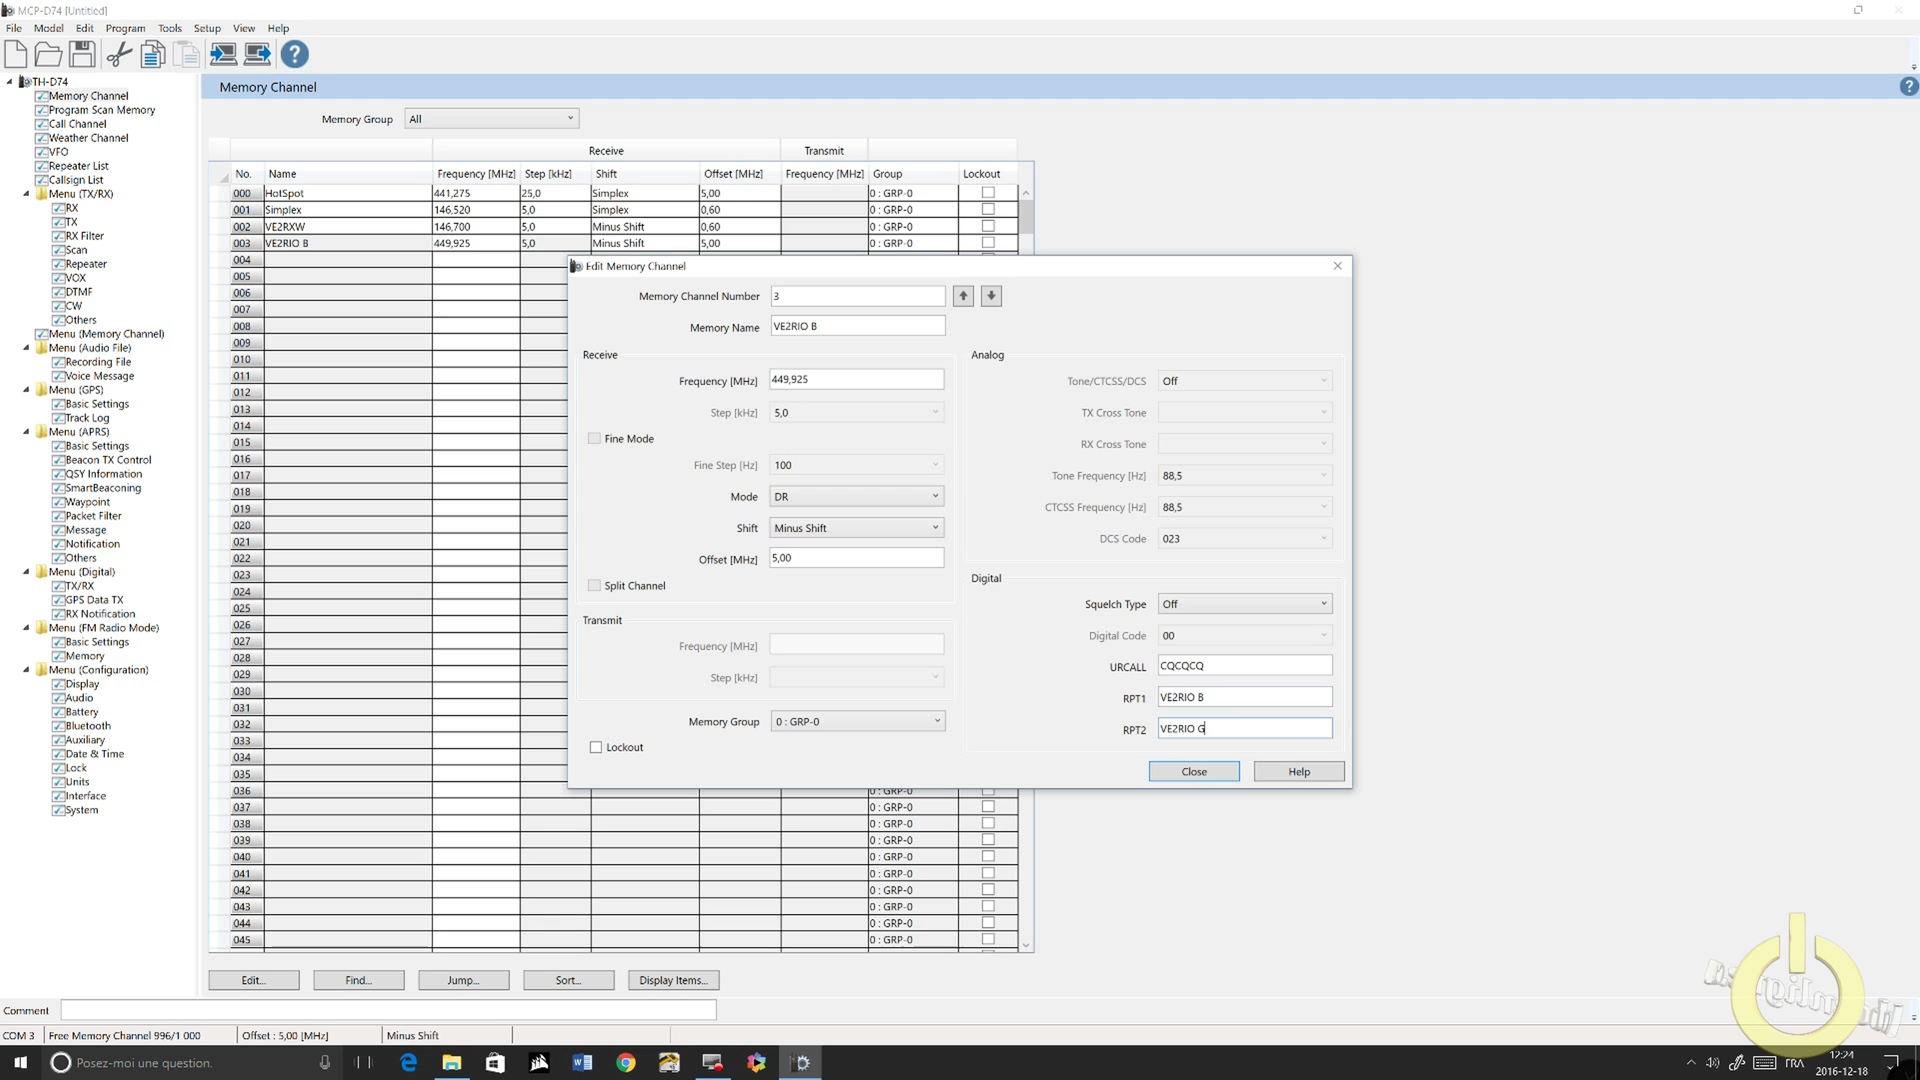 MCP-D74 [Untitled]
File Model Edit Program Tools Setup View Help
TH-D74
Memory Channel
Program Scan Memory
Call Channel
Weather Channel
VFO
Repeater List
Callsign List
Menu (TX/RX)
RX
TX
RX Filter
Scan
Repeater
VOX
DTMF
CW
Others
Menu (Memory Channel)
Menu (Audio File)
Recording File
Voice Message
Menu (GPS)
Basic Settings
Track Log
Menu (APRS)
Basic Settings
Beacon TX Control
QSY Information
SmartBeaconing
Waypoint
Packet Filter
Message
Notification
Others
Menu (Digital)
TX/RX
GPS Data TX
RX Notification
Menu (FM Radio Mode)
Basic Settings
Memory
Menu (Configuration)
Display
Audio
Battery
Bluetooth
Auxiliary
Date & Time
Lock
Units
Interface
System
Memory Channel
Memory Group All
Receive Transmit
No. Name Frequency [MHz] Step [kHz] Shift Offset [MHz] Frequency [MHz] Group Lockout
000 HotSpot 441,275 25,0 Simplex 5,00 0 : GRP-0
001 Simplex 146,520 5,0 Simplex 0,60 0 : GRP-0
002 VE2RXW 146,700 5,0 Minus Shift 0,60 0 : GRP-0
003 VE2RIO B 449,925 5,0 Minus Shift 5,00 0 : GRP-0
004
005
006
007
008
009
010
011
012
013
014
015
016
017
018
019
020
021
022
023
024
025
026
027
028
029
030
031
032
033
034
035
036 0 : GRP-0
037 0 : GRP-0
038 0 : GRP-0
039 0 : GRP-0
040 0 : GRP-0
041 0 : GRP-0
042 0 : GRP-0
043 0 : GRP-0
044 0 : GRP-0
045 0 : GRP-0
Edit Memory Channel
Memory Channel Number 3
Memory Name VE2RIO B
Receive
Frequency [MHz] 449,925
Step [kHz] 5,0
Fine Mode
Fine Step [Hz] 100
Mode DR
Shift Minus Shift
Offset [MHz] 5,00
Split Channel
Transmit
Frequency [MHz]
Step [kHz]
Memory Group 0 : GRP-0
Lockout
Analog
Tone/CTCSS/DCS Off
TX Cross Tone
RX Cross Tone
Tone Frequency [Hz] 88,5
CTCSS Frequency [Hz] 88,5
DCS Code 023
Digital
Squelch Type Off
Digital Code 00
URCALL CQCQCQ
RPT1 VE2RIO B
RPT2 VE2RIO G
Close Help
Edit... Find... Jump... Sort... Display Items...
Comment
COM 3 Free Memory Channel 996/1 000 Offset : 5,00 [MHz] Minus Shift
Posez-moi une question.
FRA
12:24
2016-12-18